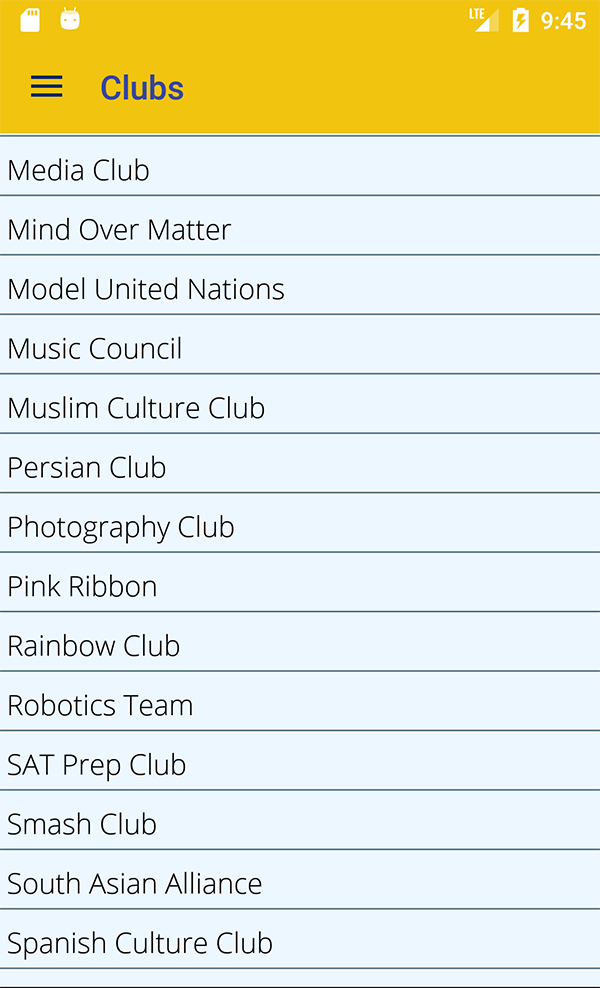 LTE 9:45
Clubs
Media Club
Mind Over Matter
Model United Nations
Music Council
Muslim Culture Club
Persian Club
Photography Club
Pink Ribbon
Rainbow Club
Robotics Team
SAT Prep Club
Smash Club
South Asian Alliance
Spanish Culture Club